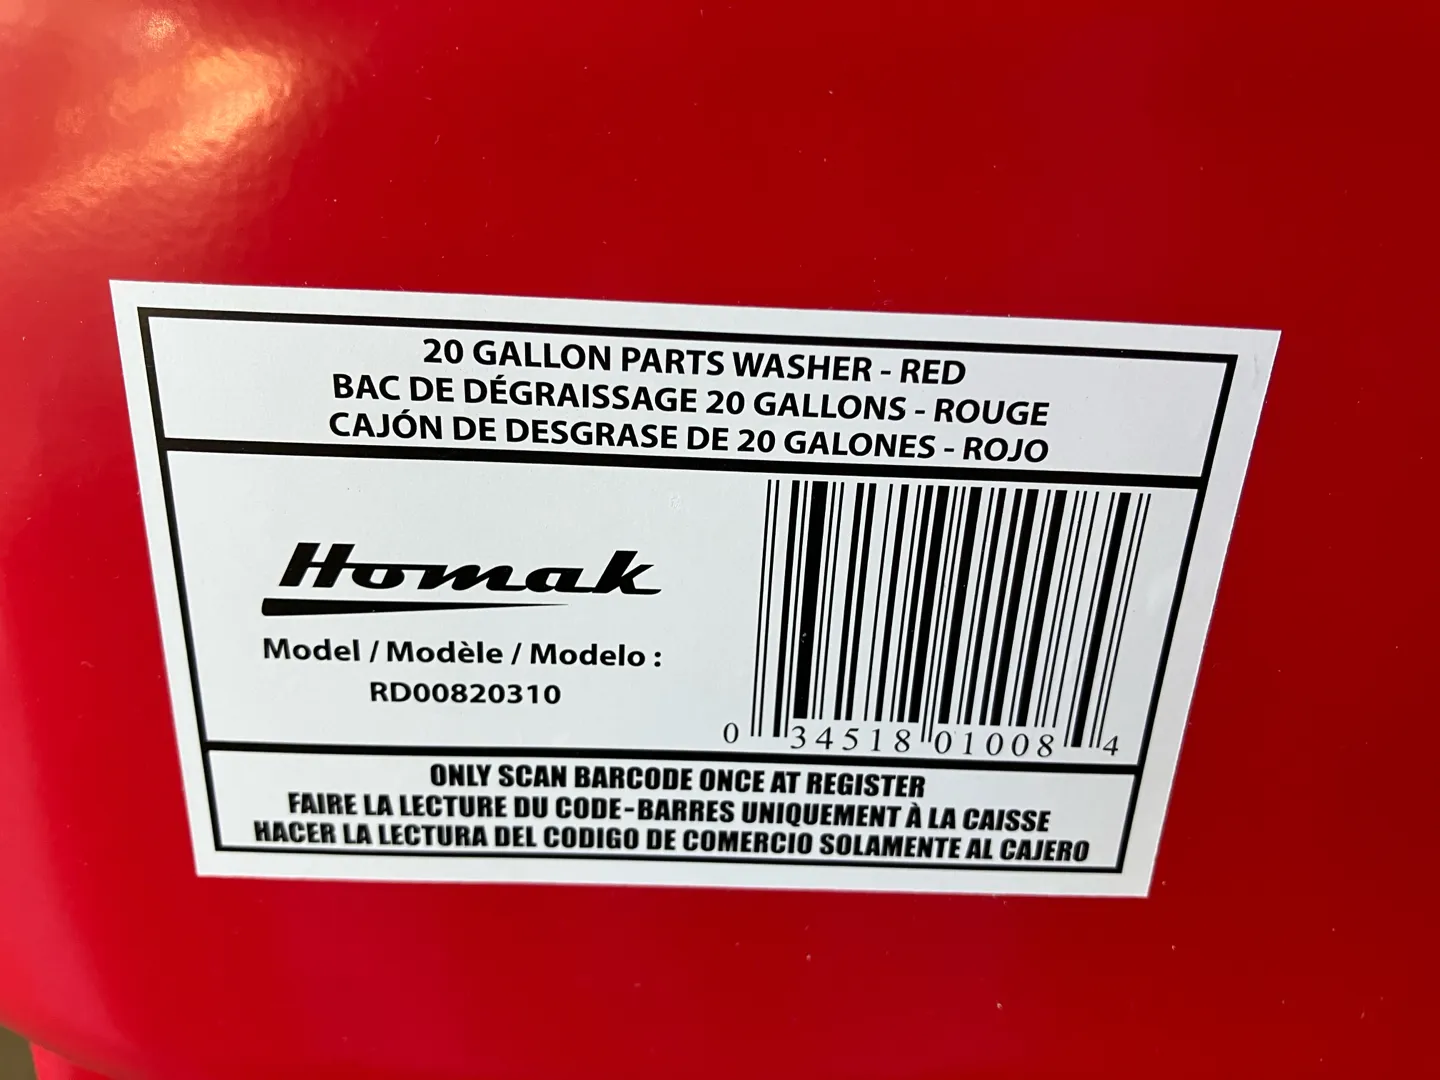 20 GALLON PARTS WASHER - RED
BAC DE DÉGRAISSAGE 20 GALLONS - ROUGE
CAJÓN DE DESGRASE DE 20 GALONES - ROJO
Homak
Model / Modèle / Modelo :
RD00820310
0 34518 01008 4
ONLY SCAN BARCODE ONCE AT REGISTER
FAIRE LA LECTURE DU CODE-BARRES UNIQUEMENT À LA CAISSE
HACER LA LECTURA DEL CODIGO DE COMERCIO SOLAMENTE AL CAJERO